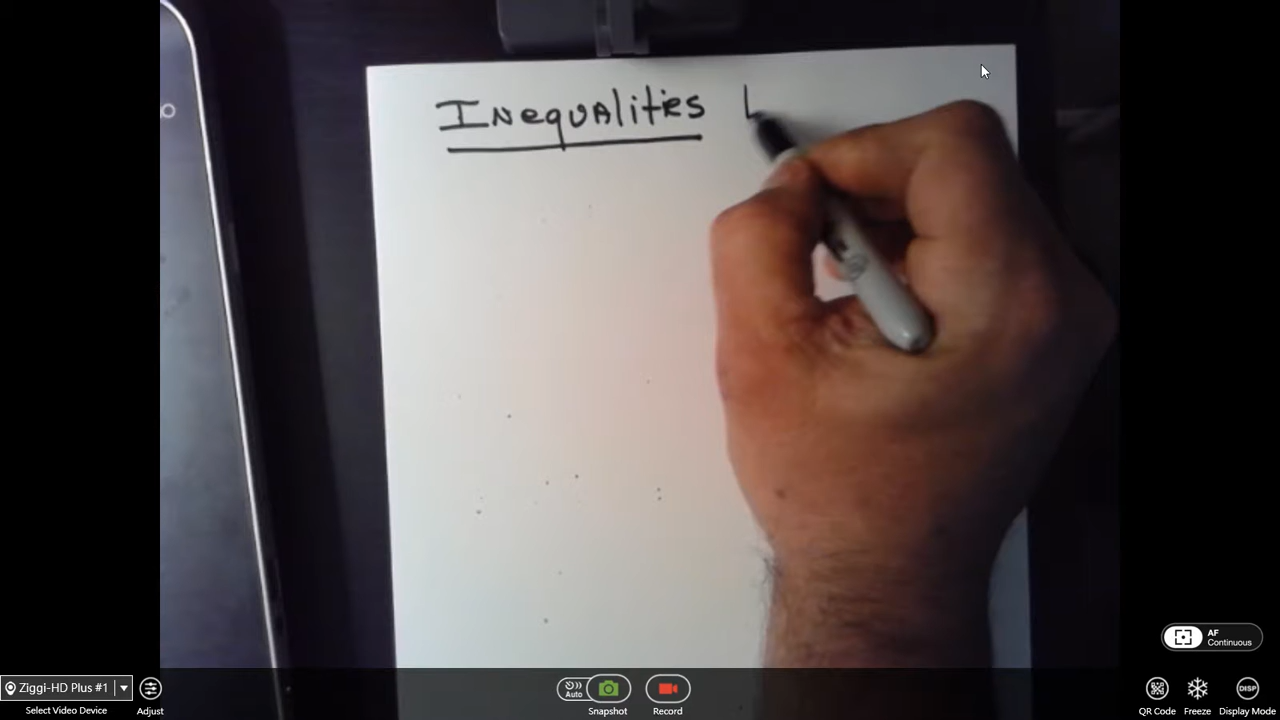 InequAlities
Ziggi-HD Plus #1
Select Video Device
Adjust
Auto
Snapshot
Record
AF
Continuous
QR Code
Freeze
DISP
Display Mode